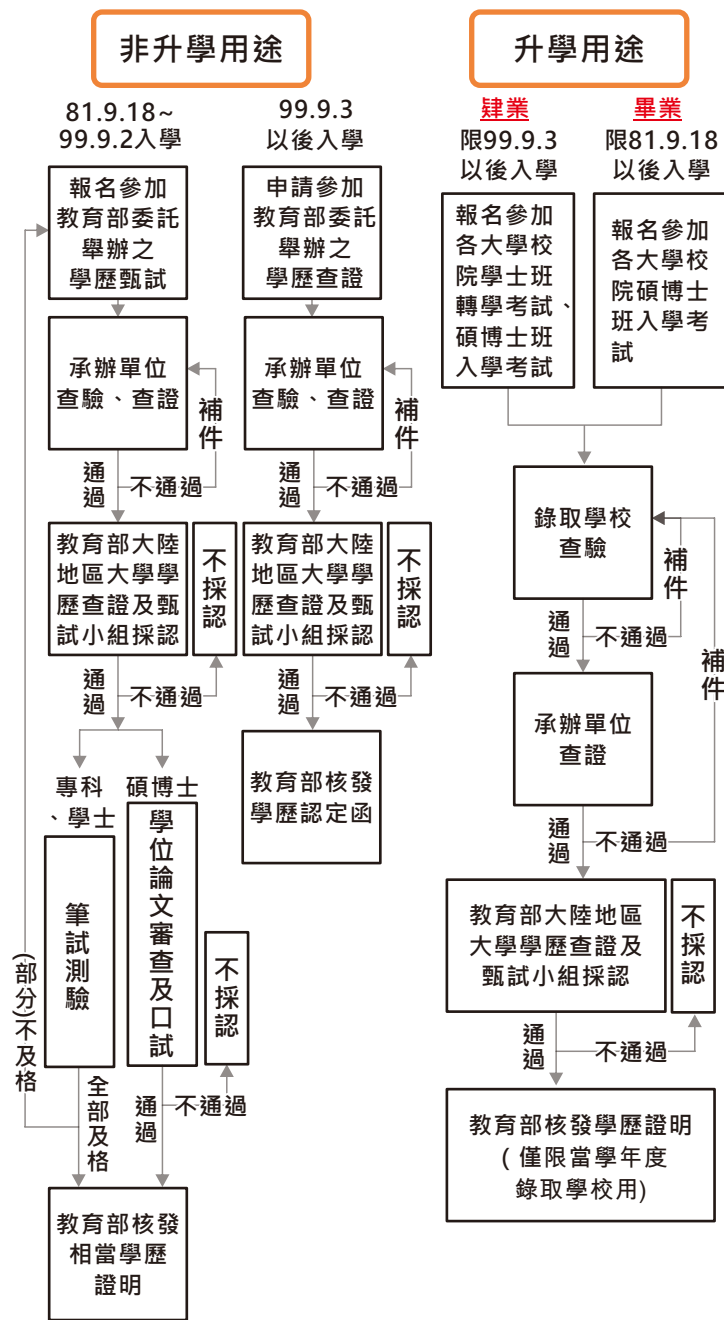 非升學用途
81.9.18~
99.9.2入學
報名參加
教育部委託
舉辦之
學歷甄試
承辦單位
查驗、查證
補件
通過
不通過
教育部大陸
地區大學學
歷查證及甄
試小組採認
不採認
通過
不通過
專科
、學士
碩博士
筆試測驗
學位論文審查及口試
(部分)不及格
全部及格
通過
不通過
不採認
教育部核發
相當學歷
證明
99.9.3
以後入學
申請參加
教育部委託
舉辦之
學歷查證
承辦單位
查驗、查證
補件
通過
不通過
教育部大陸
地區大學學
歷查證及甄
試小組採認
不採認
通過
不通過
教育部核發
學歷認定函
升學用途
肄業
限99.9.3
以後入學
報名參加
各大學校
院學士班
轉學考試、
碩博士班
入學考試
畢業
限81.9.18
以後入學
報名參加
各大學校
院碩博士
班入學考
試
錄取學校
查驗
補件
通過
不通過
補件
承辦單位
查證
通過
不通過
教育部大陸地區
大學學歷查證及
甄試小組採認
不採認
通過
不通過
教育部核發學歷證明
(僅限當學年度
錄取學校用)